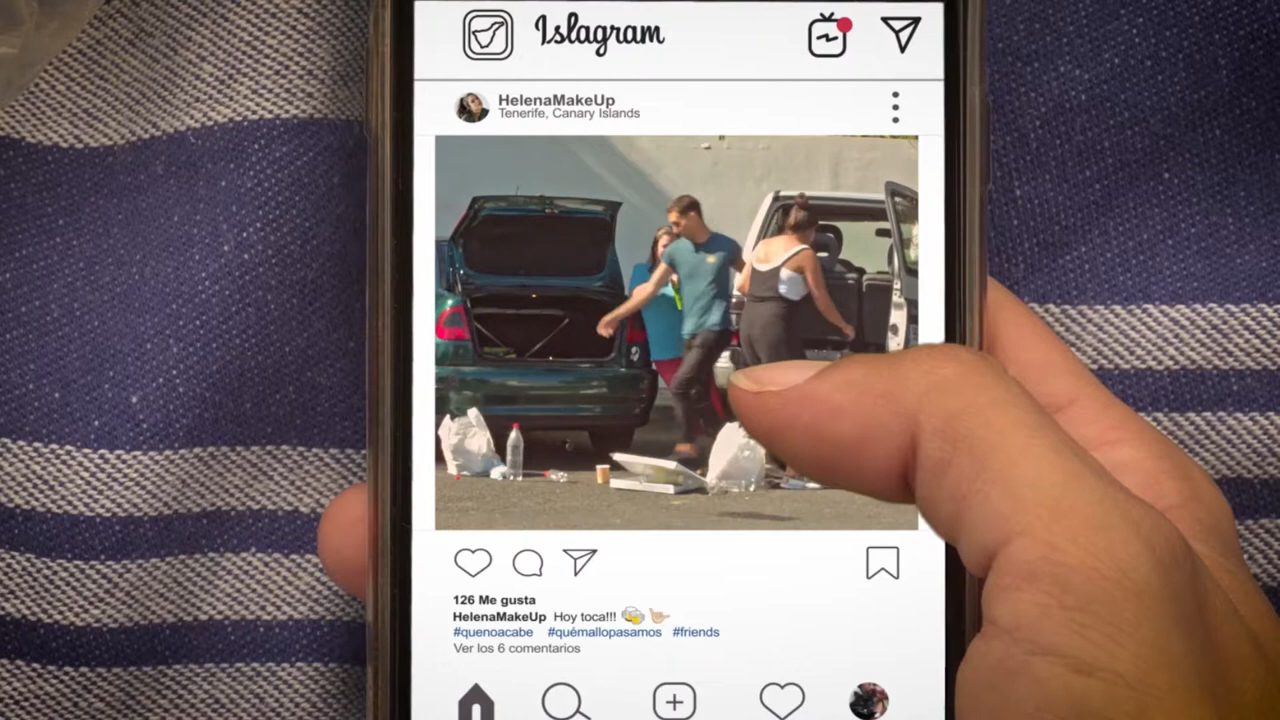 Islagram
HelenaMakeUp
Tenerife, Canary Islands
126 Me gusta
HelenaMakeUp Hoy toca!!! 🍻🤙🏼
#quenoacabe #quémallopasamos #friends
Ver los 6 comentarios